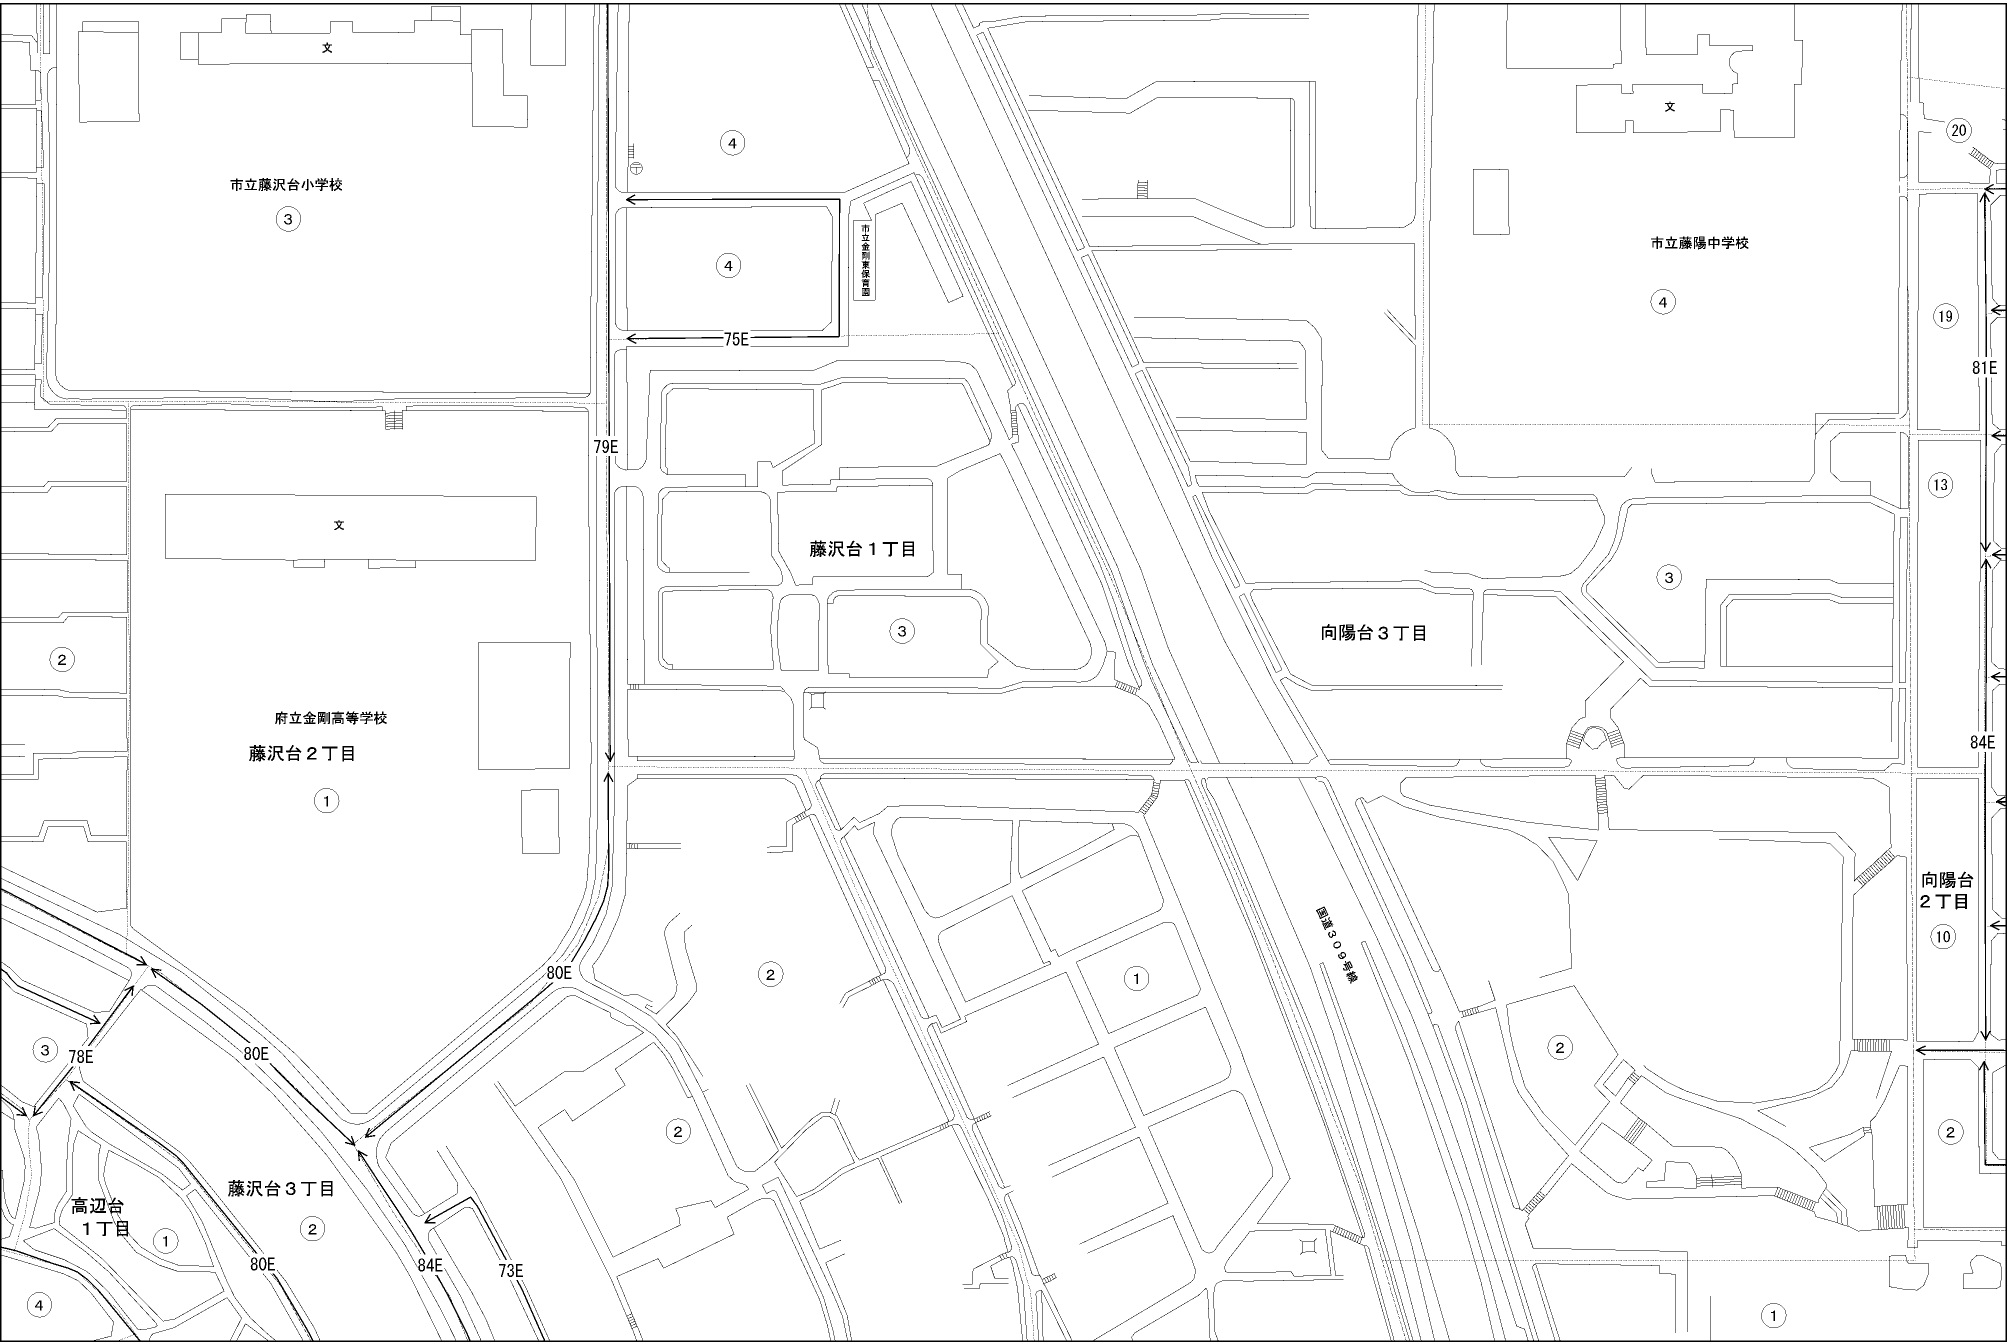 文
文
④
⑳
〒
市立藤沢台小学校
③
市立金剛東保育園
④
市立藤陽中学校
④
⑲
75E
81E
79E
⑬
文
藤沢台1丁目
③
③
向陽台3丁目
②
府立金剛高等学校
藤沢台2丁目
①
84E
向陽台
2丁目
⑩
国道309号線
80E
②
①
③
78E
80E
②
②
②
高辺台
1丁目
①
藤沢台3丁目
②
80E
84E
73E
④
①